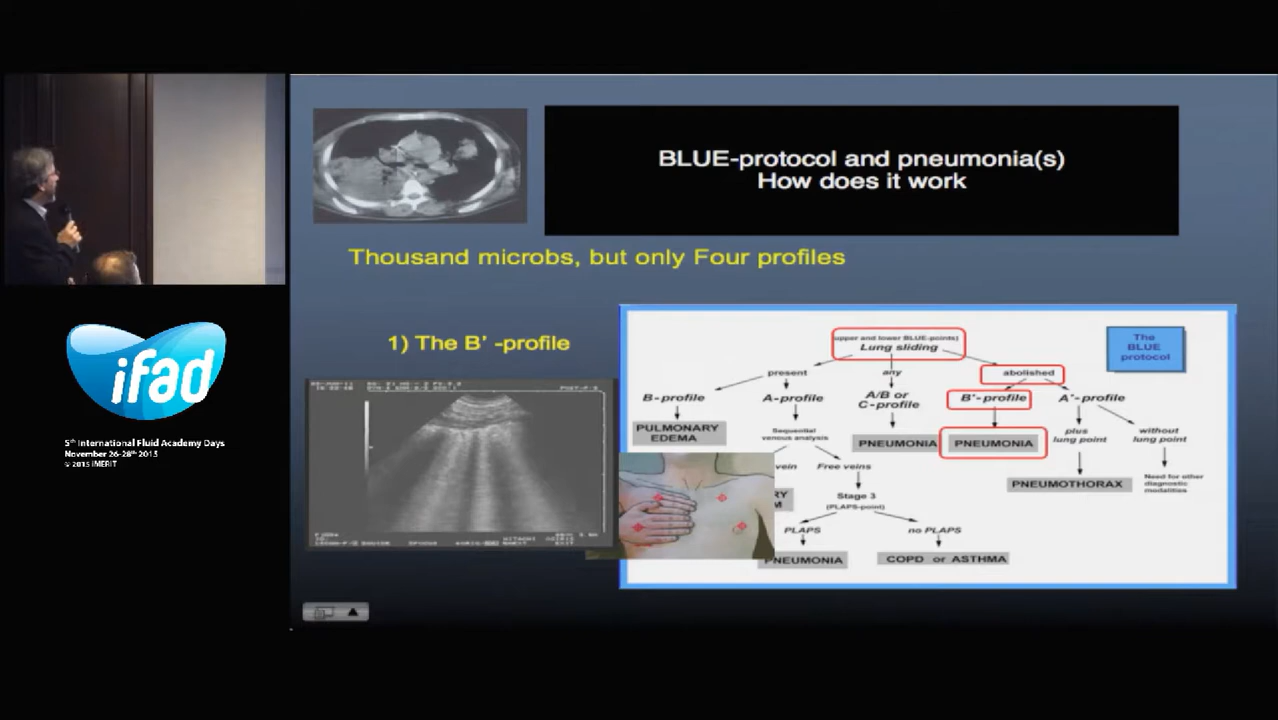 BLUE-protocol and pneumonia(s)
How does it work
Thousand microbs, but only Four profiles
1) The B' -profile
ifad
5th International Fluid Academy Days
November 26-28th 2015
© 2015 iMERIT
The
BLUE
protocol
upper and lower BLUE-points)
Lung sliding
present
any
abolished
B-profile
A-profile
A/B or
C-profile
B'-profile
A'-profile
PULMONARY
EDEMA
Sequential
venous analysis
PNEUMONIA
PNEUMONIA
plus
lung point
without
lung point
vein
Free veins
PNEUMOTHORAX
Need for other
diagnostic
modalities
Stage 3
(PLAPS-point)
PLAPS
no PLAPS
PNEUMONIA
COPD or ASTHMA